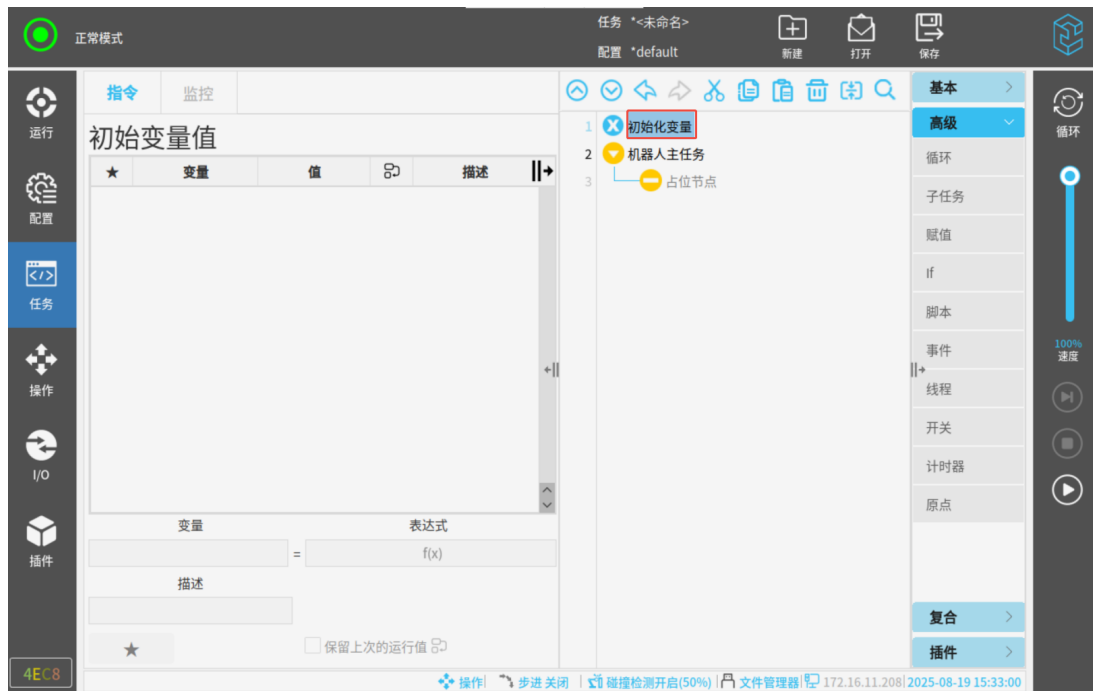 正常模式
任务 *<未命名>
配置 *default
新建
打开
保存
运行
配置
任务
操作
I/O
插件
4EC8
指令
监控
初始变量值
★ 变量 值 描述
变量 表达式
= f(x)
描述
★
保留上次的运行值
1 初始化变量
2 机器人主任务
3 占位节点
基本
高级
循环
子任务
赋值
If
脚本
事件
线程
开关
计时器
原点
复合
插件
循环
100%
速度
操作 步进 关闭 碰撞检测开启(50%) 文件管理器 172.16.11.208 2025-08-19 15:33:00